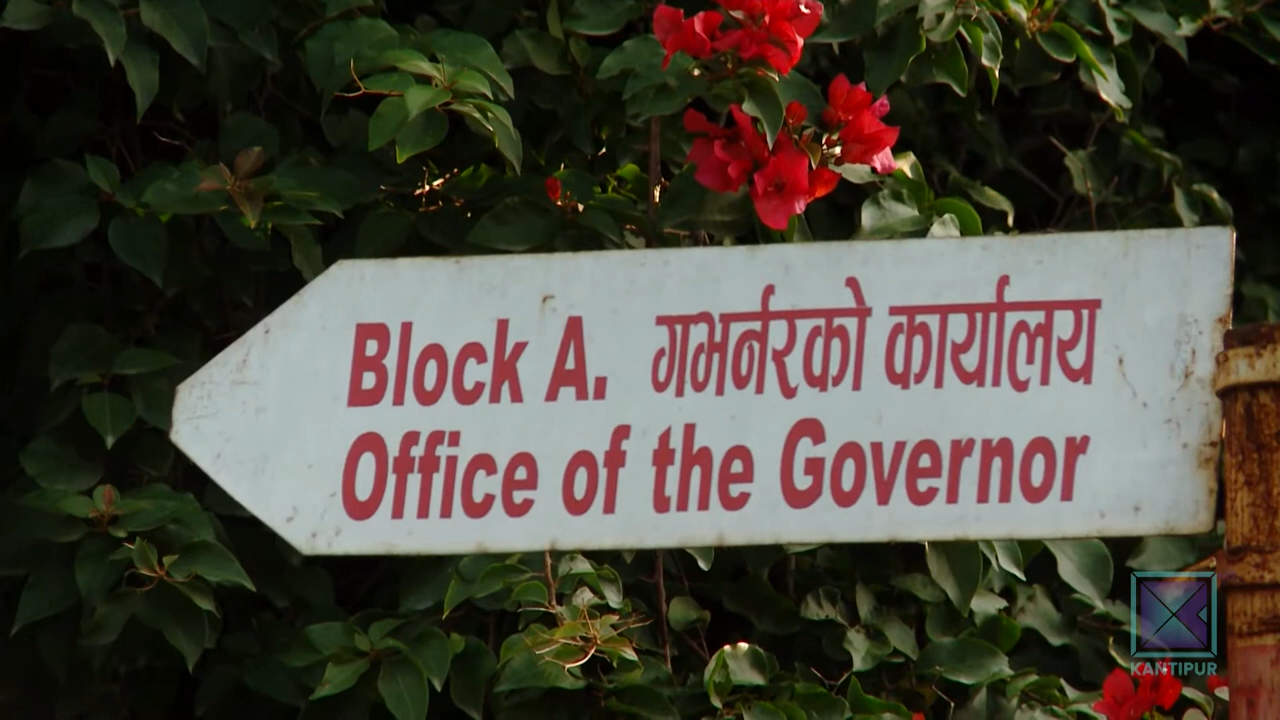 Block A. गभर्नरको कार्यालय
Office of the Governor
KANTIPUR